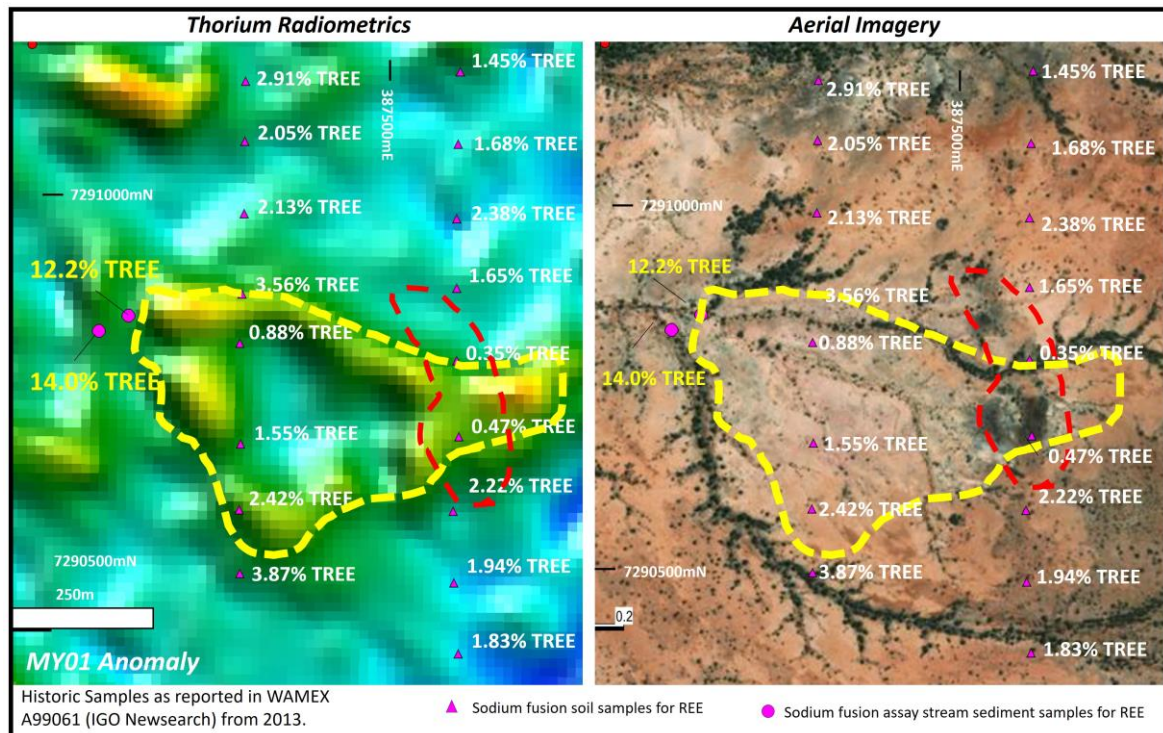 Thorium Radiometrics
2.91% TREE
1.45% TREE
387500mE
2.05% TREE
1.68% TREE
7291000mN
2.13% TREE
2.38% TREE
12.2% TREE
3.56% TREE
1.65% TREE
0.88% TREE
0.35% TREE
14.0% TREE
1.55% TREE
0.47% TREE
2.42% TREE
2.22% TREE
7290500mN
3.87% TREE
1.94% TREE
250m
1.83% TREE
MY01 Anomaly
Aerial Imagery
2.91% TREE
1.45% TREE
387500mE
2.05% TREE
1.68% TREE
7291000mN
2.13% TREE
2.38% TREE
12.2% TREE
3.56% TREE
1.65% TREE
0.88% TREE
0.35% TREE
14.0% TREE
1.55% TREE
0.47% TREE
2.42% TREE
2.22% TREE
7290500mN
3.87% TREE
1.94% TREE
0.2
1.83% TREE
Historic Samples as reported in WAMEX
A99061 (IGO Newsearch) from 2013.
Sodium fusion soil samples for REE
Sodium fusion assay stream sediment samples for REE